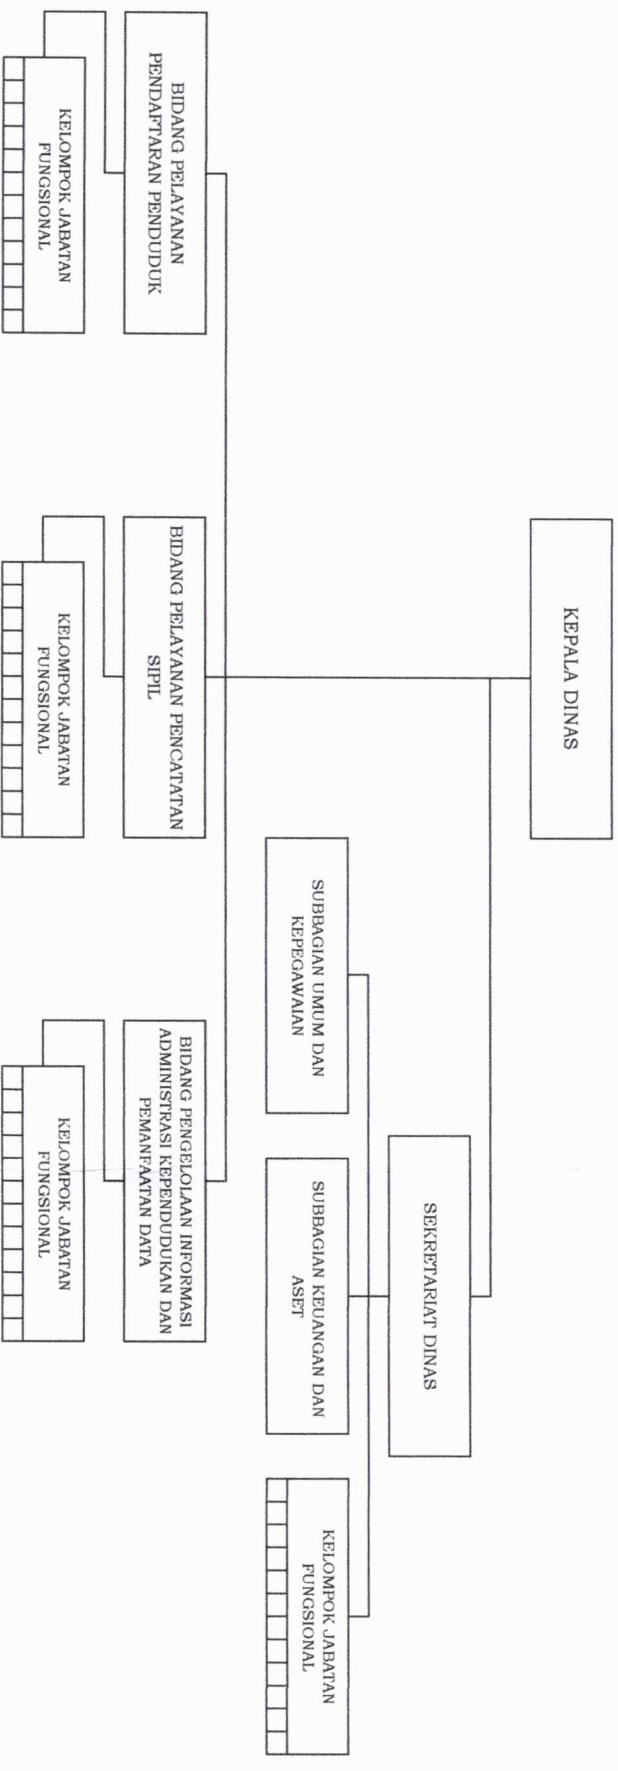 KEPALA DINAS
SEKRETARIAT DINAS
SUBBAGIAN UMUM DAN
KEPEGAWAIAN
SUBBAGIAN KEUANGAN DAN
ASET
KELOMPOK JABATAN
FUNGSIONAL
BIDANG PELAYANAN
PENDAFTARAN PENDUDUK
BIDANG PELAYANAN PENCATATAN
SIPIL
BIDANG PENGELOLAAN INFORMASI
ADMINISTRASI KEPENDUDUKAN DAN
PEMANFAATAN DATA
KELOMPOK JABATAN
FUNGSIONAL
KELOMPOK JABATAN
FUNGSIONAL
KELOMPOK JABATAN
FUNGSIONAL